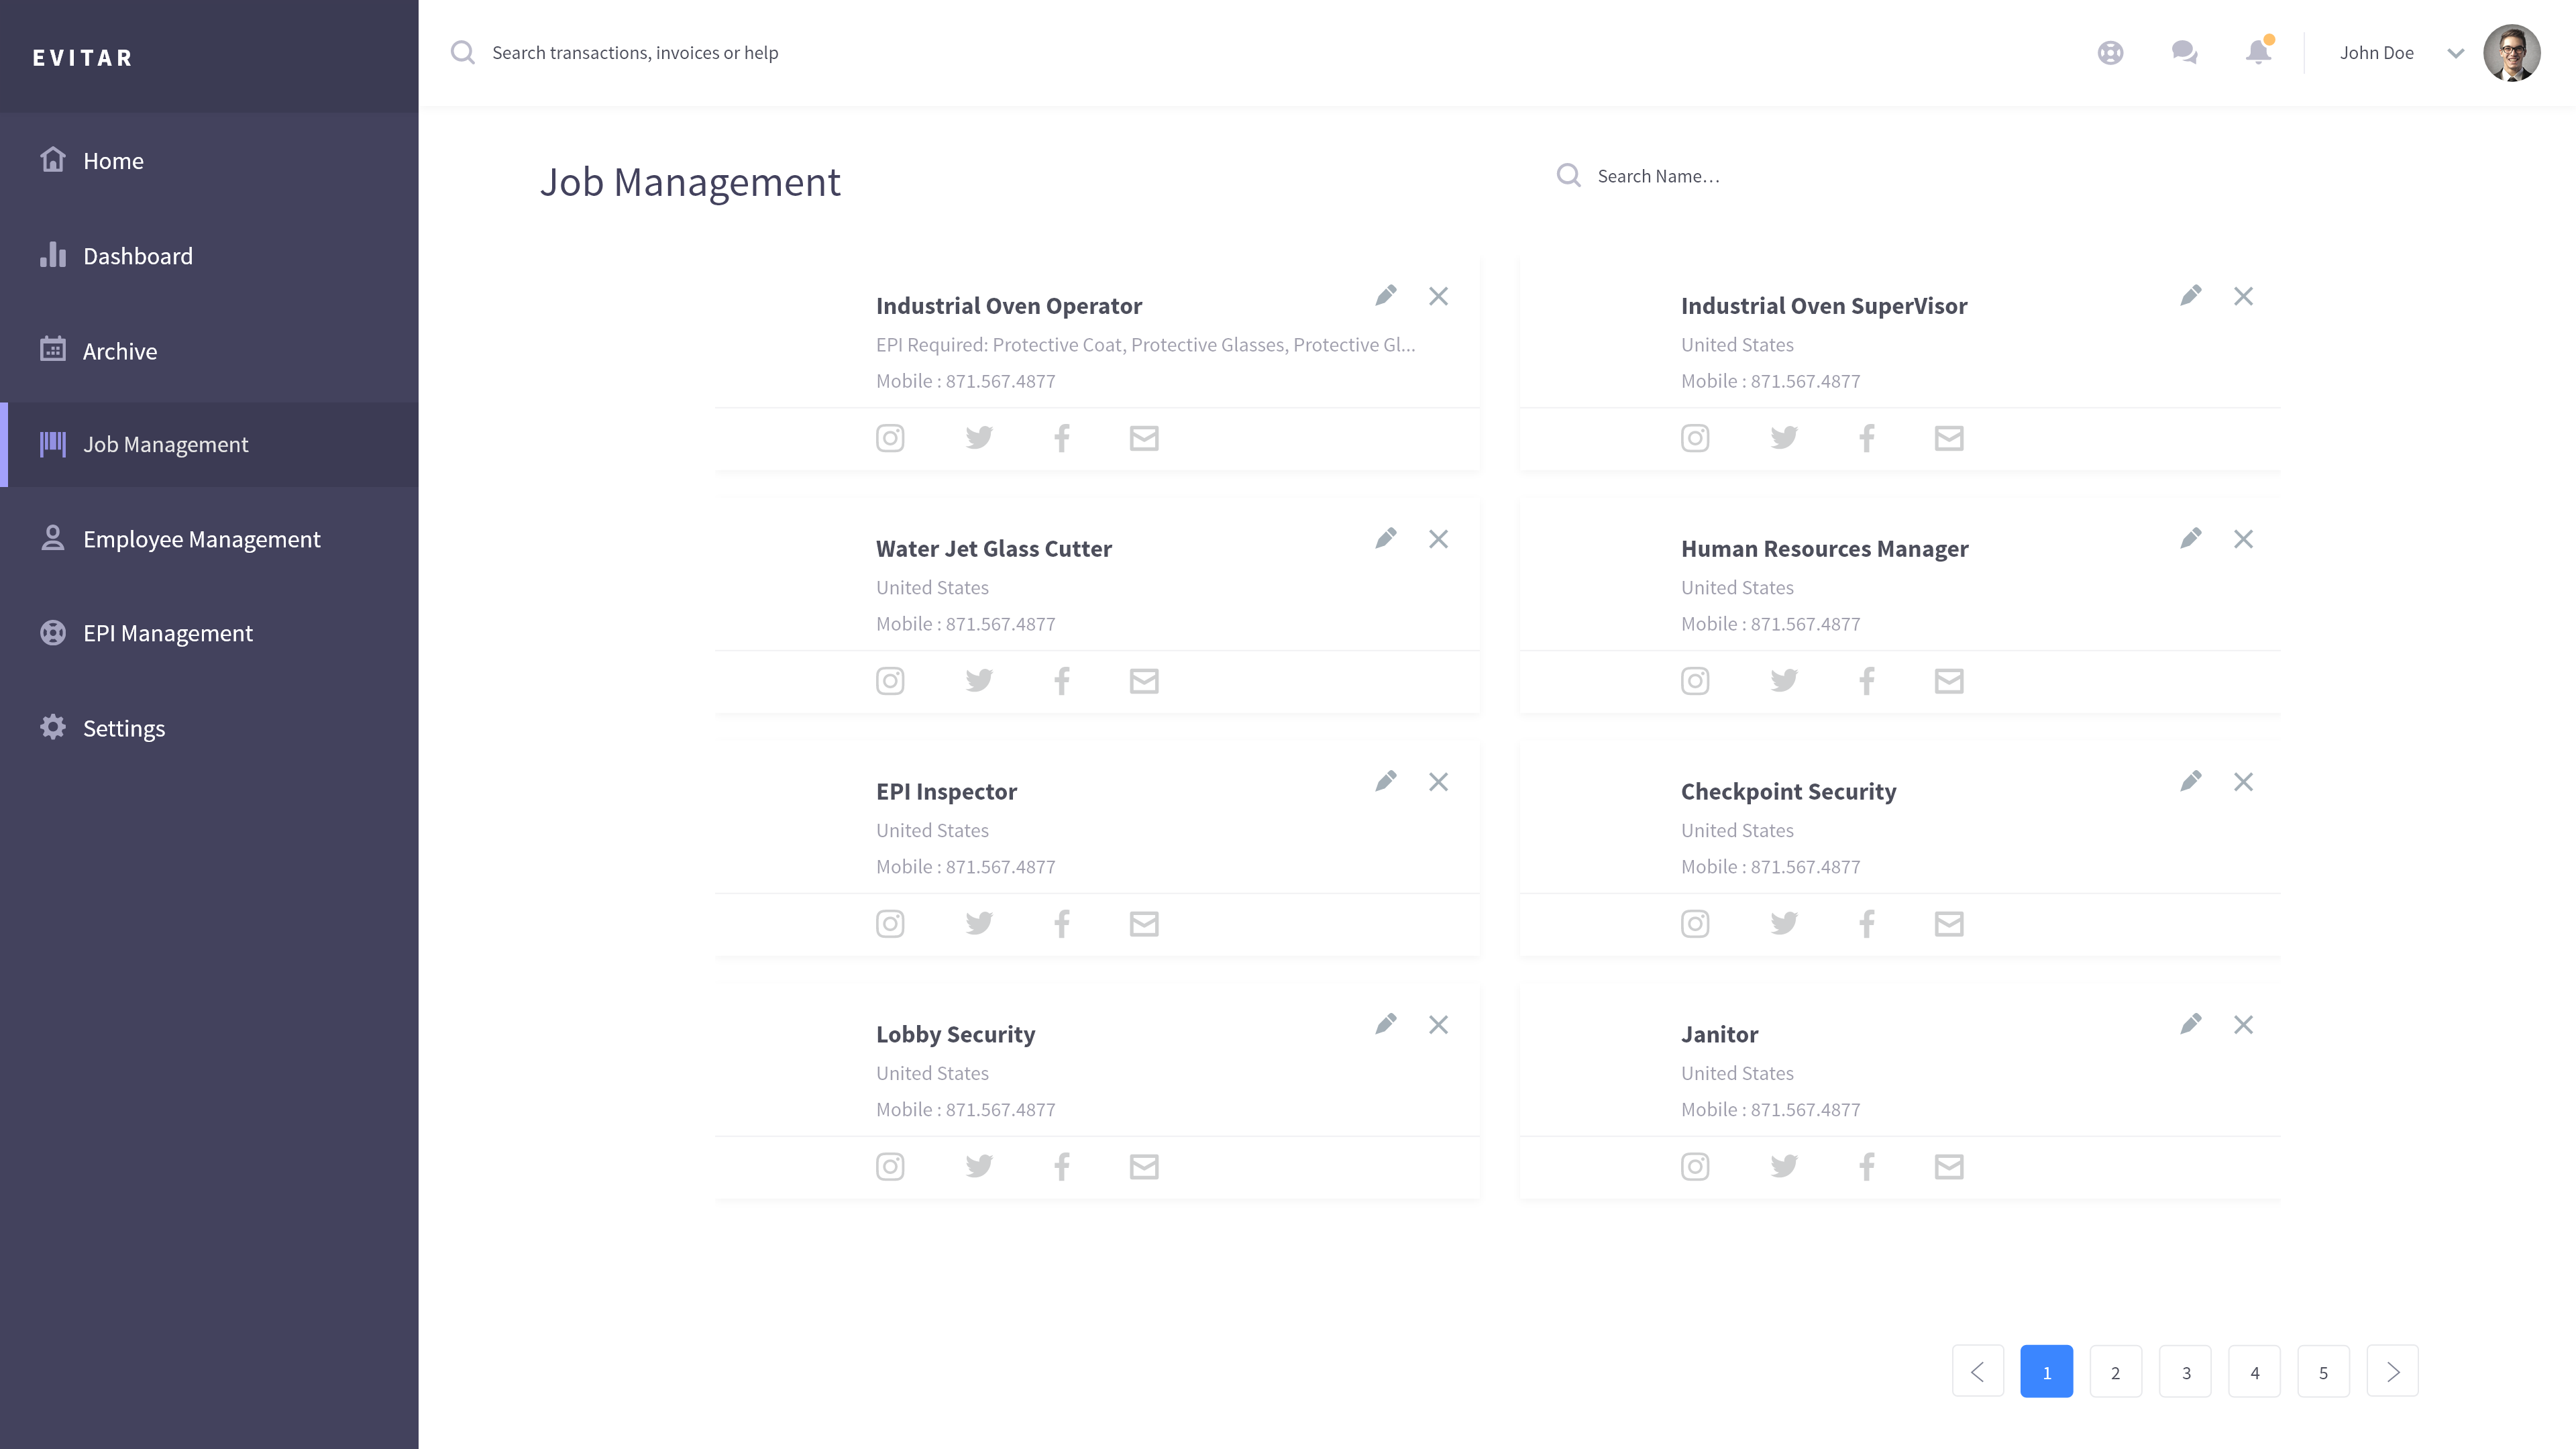 EVITAR
Search transactions, invoices or help
John Doe
Home
Dashboard
Archive
Job Management
Employee Management
EPI Management
Settings
Job Management
Search Name...
Industrial Oven Operator
EPI Required: Protective Coat, Protective Glasses, Protective Gl...
Mobile : 871.567.4877
Industrial Oven SuperVisor
United States
Mobile : 871.567.4877
Water Jet Glass Cutter
United States
Mobile : 871.567.4877
Human Resources Manager
United States
Mobile : 871.567.4877
EPI Inspector
United States
Mobile : 871.567.4877
Checkpoint Security
United States
Mobile : 871.567.4877
Lobby Security
United States
Mobile : 871.567.4877
Janitor
United States
Mobile : 871.567.4877
1 2 3 4 5